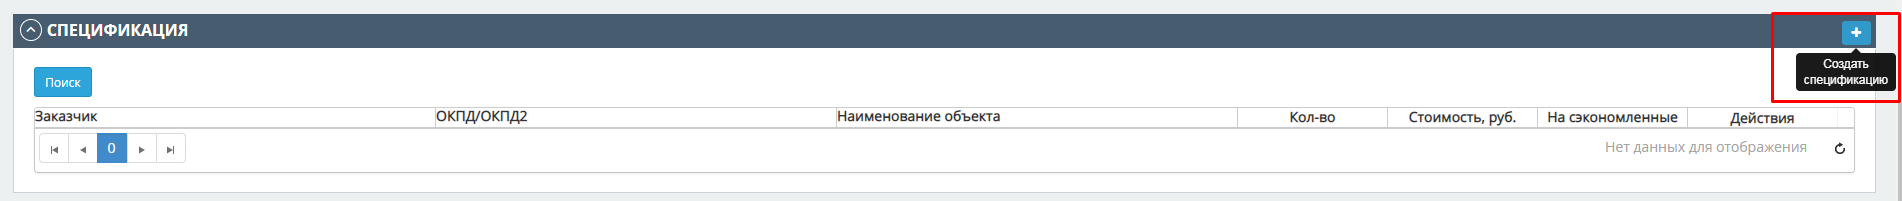 СПЕЦИФИКАЦИЯ
Создать
спецификацию
Поиск
Заказчик ОКПД/ОКПД2 Наименование объекта Кол-во Стоимость, руб. На сэкономленные Действия
0 Нет данных для отображения